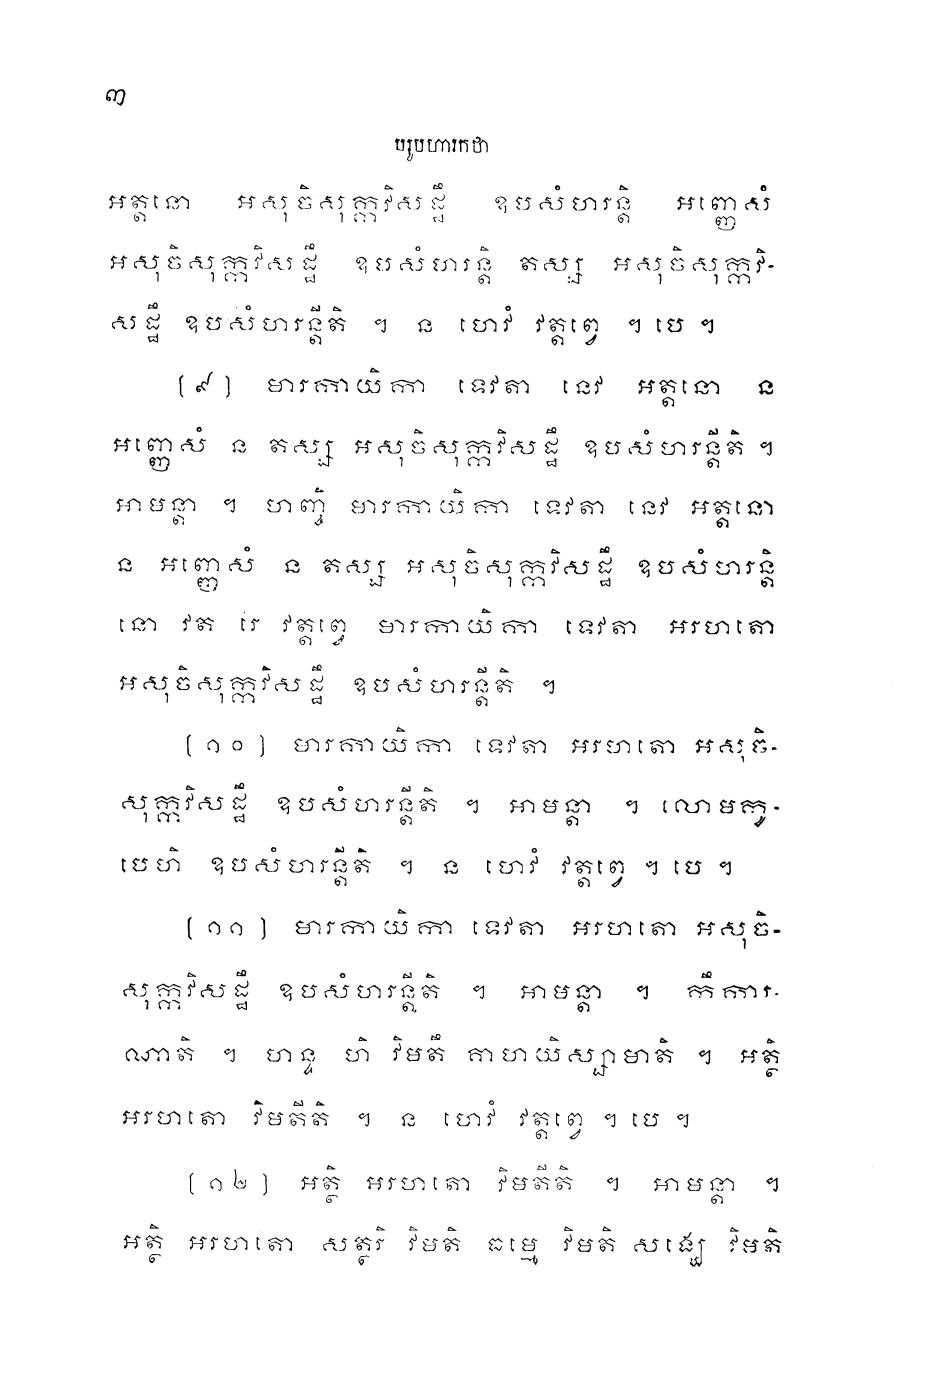 ៣
បរូបហារកថា
អត្តនោ អសុចិសុក្កវិសដ្ឋឹ ឧបសំហរន្តិ អញ្ញេសំ
អសុចិសុក្កវិសដ្ឋឹ ឧបសំហរន្តិ តស្ស អសុចិសុក្កវិ-
សដ្ឋឹ ឧបសំហរន្តីតិ ។ ន ហេវំ វត្តព្វេ ។ បេ ។
(៩) មារកាយិកា ទេវតា នេវ អត្តនោ ន
អញ្ញេសំ ន តស្ស អសុចិសុក្កវិសដ្ឋឹ ឧបសំហរន្តីតិ ។
អាមន្តា ។ ហញ្ចិ មារកាយិកា ទេវតា នេវ អត្តនោ
ន អញ្ញេសំ ន តស្ស អសុចិសុក្កវិសដ្ឋឹ ឧបសំហរន្តិ
នោ វត រេ វត្តព្វេ មារកាយិកា ទេវតា អរហតោ
អសុចិសុក្កវិសដ្ឋឹ ឧបសំហរន្តីតិ ។
(១០) មារកាយិកា ទេវតា អរហតោ អសុចិ-
សុក្កវិសដ្ឋឹ ឧបសំហរន្តីតិ ។ អាមន្តា ។ លោមកូ-
បេហិ ឧបសំហរន្តីតិ ។ ន ហេវំ វត្តព្វេ ។ បេ ។
(១១) មារកាយិកា ទេវតា អរហតោ អសុចិ-
សុក្កវិសដ្ឋឹ ឧបសំហរន្តីតិ ។ អាមន្តា ។ កឹការ-
ណាតិ ។ ហន្ទ ហិ វិមតឹ គាហយិស្សាមាតិ ។ អត្ថិ
អរហតោ វិមតីតិ ។ ន ហេវំ វត្តព្វេ ។ បេ ។
(១២) អត្ថិ អរហតោ វិមតីតិ ។ អាមន្តា ។
អត្ថិ អរហតោ សត្ថរិ វិមតិ ធម្មេ វិមតិ សង្ឃេ វិមតិ